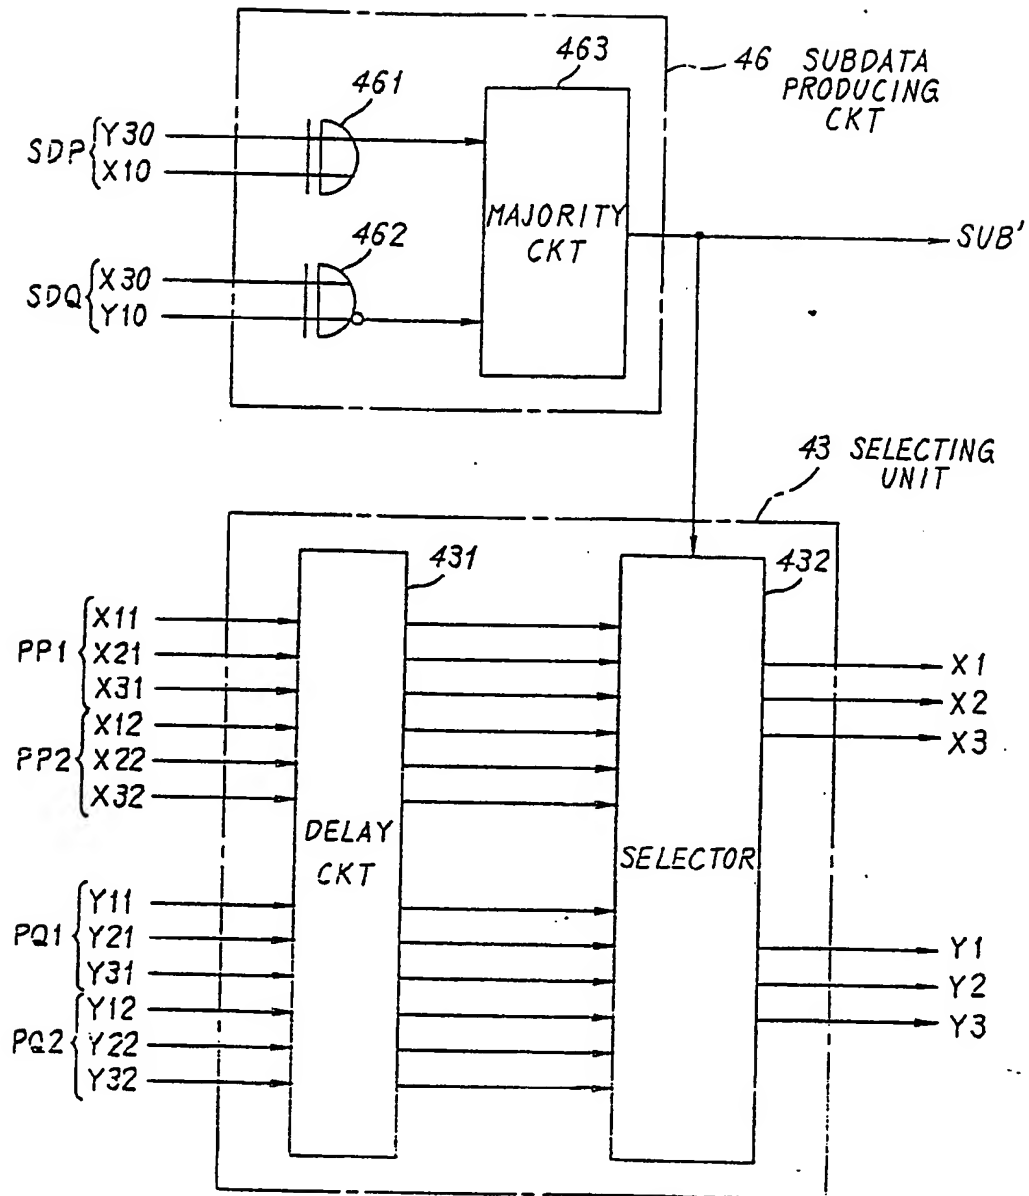 463
46 SUBDATA
PRODUCING
CKT
461
SDP
Y30
X10
MAJORITY
CKT
SUB'
462
SDQ
X30
Y10
43 SELECTING
UNIT
431
432
PP1
X11
X21
X31
PP2
X12
X22
X32
X1
X2
X3
DELAY
CKT
SELECTOR
PQ1
Y11
Y21
Y31
PQ2
Y12
Y22
Y32
Y1
Y2
Y3